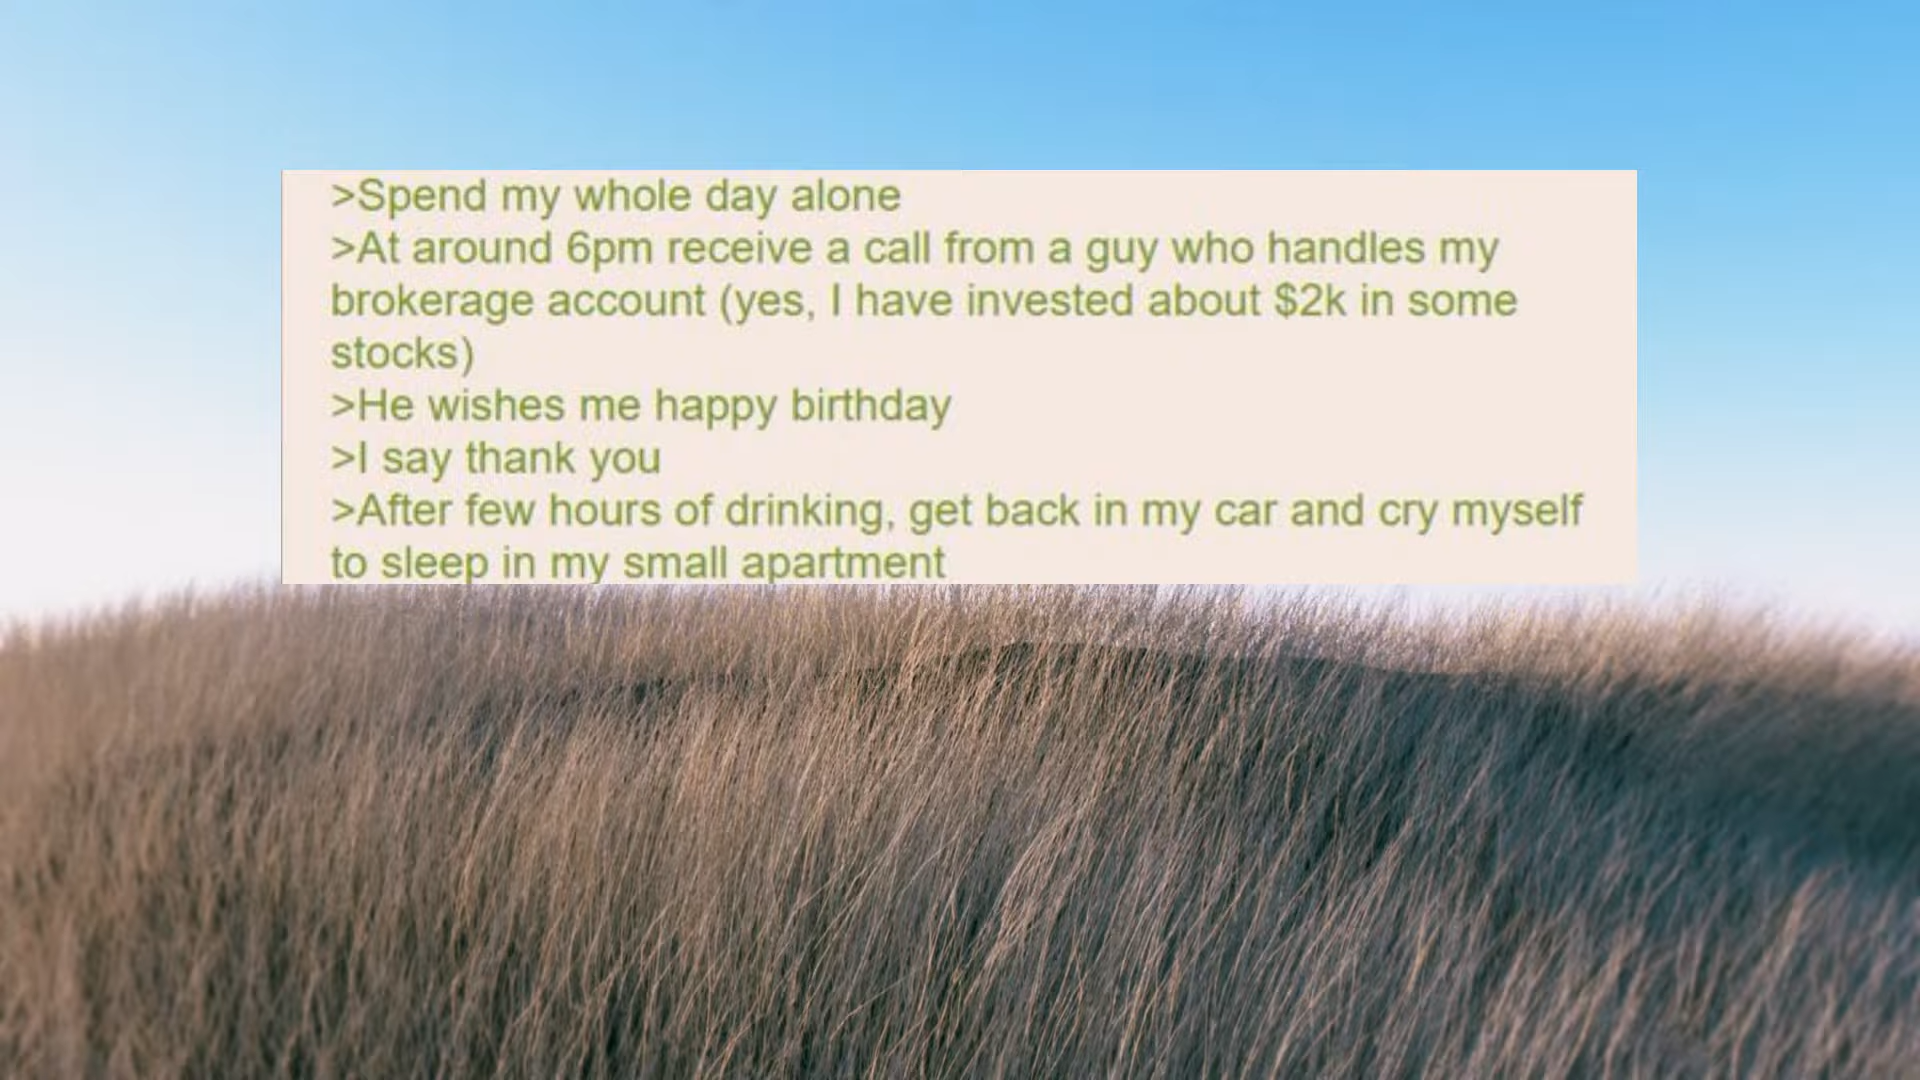 >Spend my whole day alone
>At around 6pm receive a call from a guy who handles my
brokerage account (yes, I have invested about $2k in some
stocks)
>He wishes me happy birthday
>I say thank you
>After few hours of drinking, get back in my car and cry myself
to sleep in my small apartment